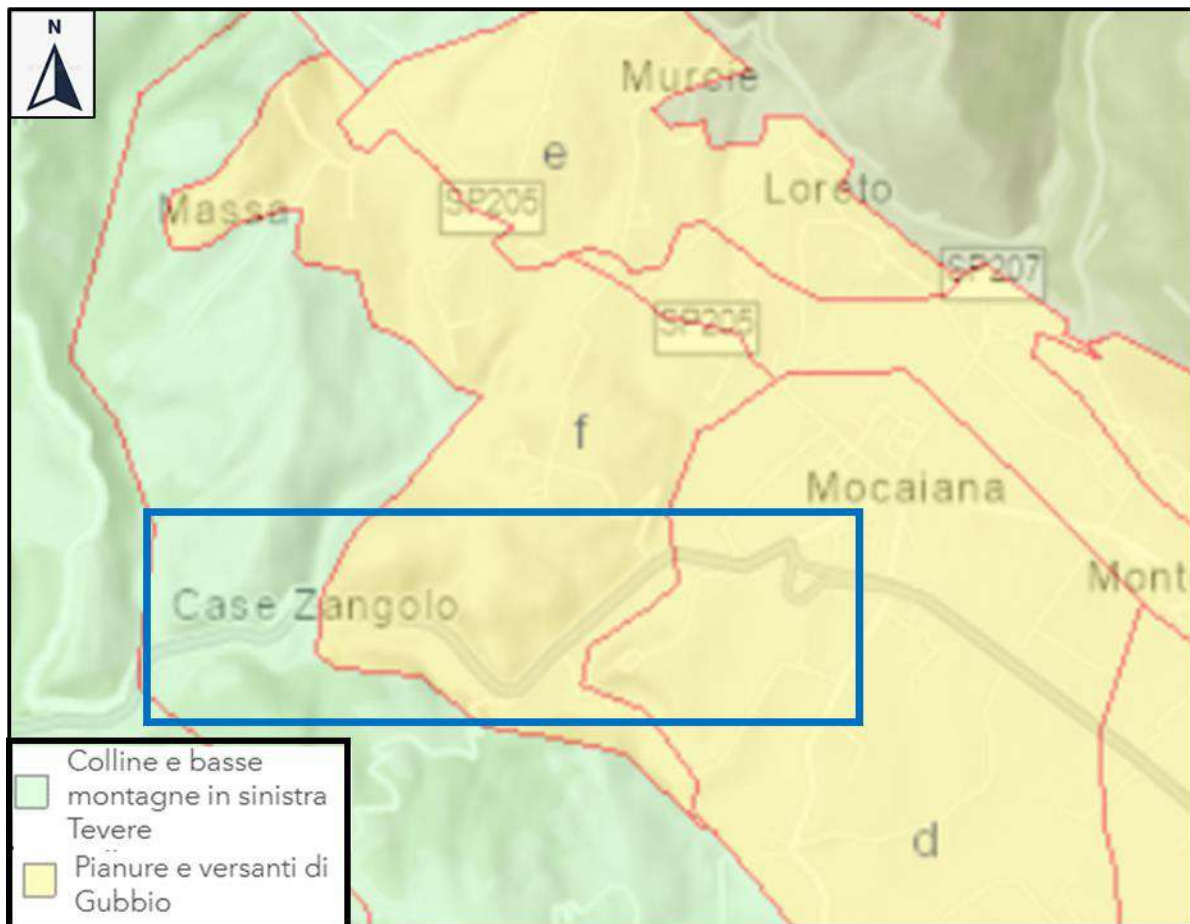 N
Murcie
e
Loreto
SP205
Massa
SP207
SP205
f
Mocaiana
Mont
Case Zangolo
d
Colline e basse
montagne in sinistra
Tevere
Pianure e versanti di
Gubbio